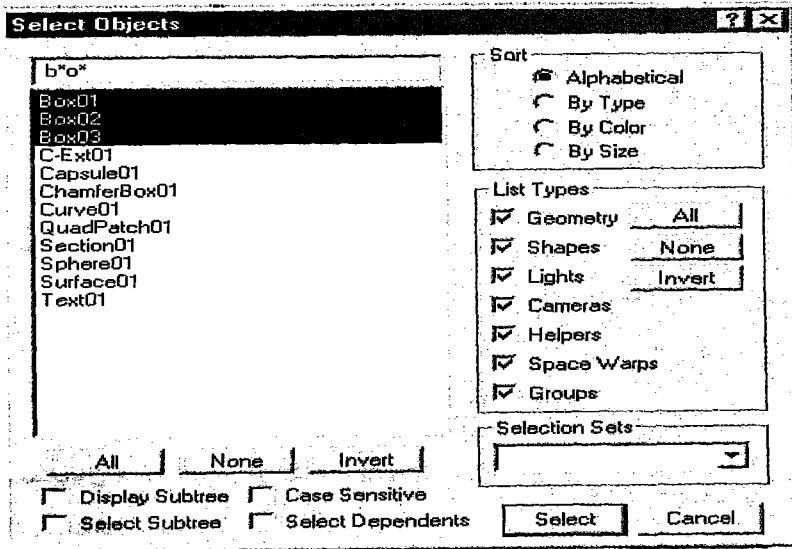 Select Objects
b*o*
Box01
Box02
Box03
C-Ext01
Capsule01
ChamferBox01
Curve01
QuadPatch01
Section01
Sphere01
Surface01
Text01
All None Invert
Display Subtree Case Sensitive
Select Subtree Select Dependents
Sort
Alphabetical
By Type
By Color
By Size
List Types
Geometry All
Shapes None
Lights Invert
Cameras
Helpers
Space Warps
Groups
Selection Sets
Select Cancel